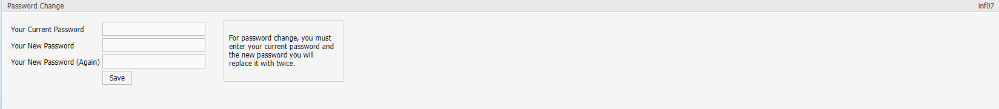 Password Change
inf07
Your Current Password
Your New Password
Your New Password (Again)
Save
For password change, you must
enter your current password and
the new password you will
replace it with twice.